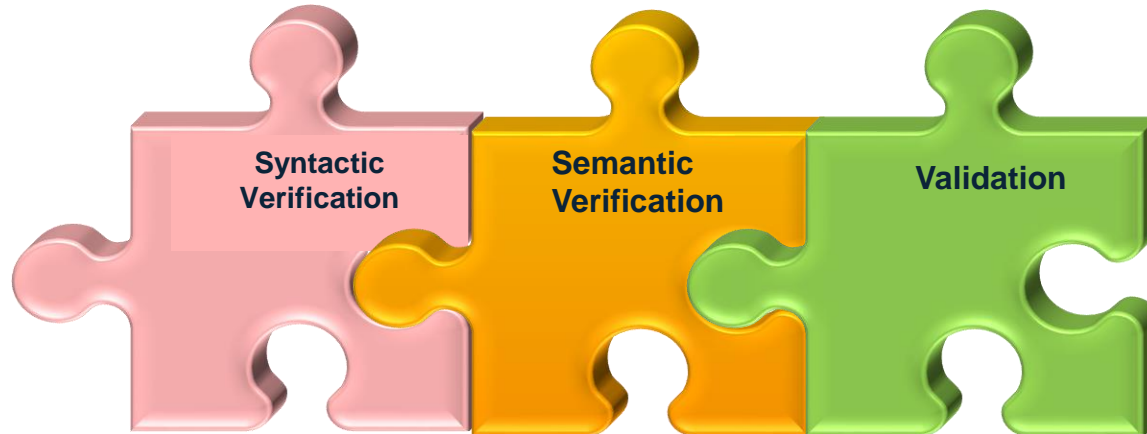 Syntactic
Verification
Semantic
Verification
Validation